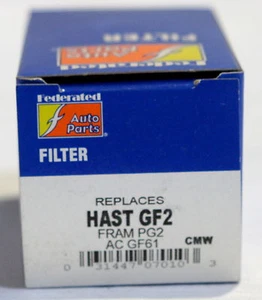 FILTER
Federated
Auto
Parts
FILTER
REPLACES
HAST GF2
FRAM PG2
AC GF61
CMW
0 31447 07010 3